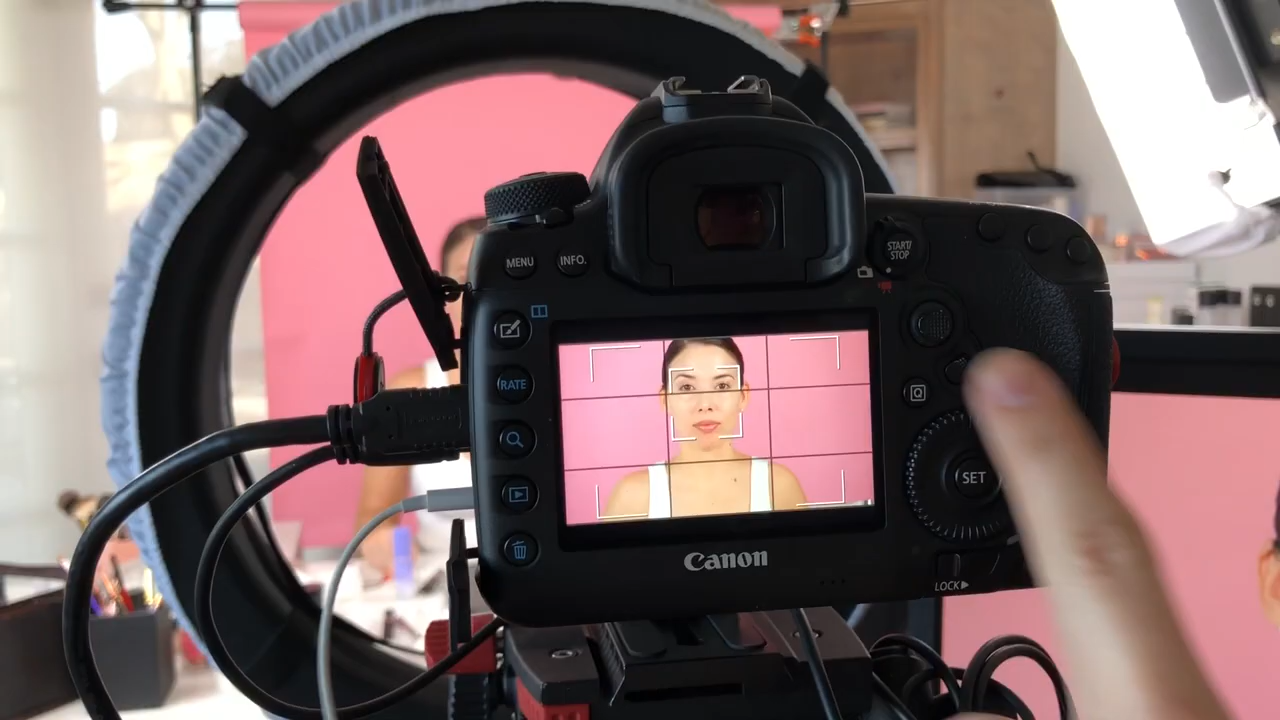 START/
STOP
MENU
INFO.
RATE
Q
SET
Canon
LOCK▶